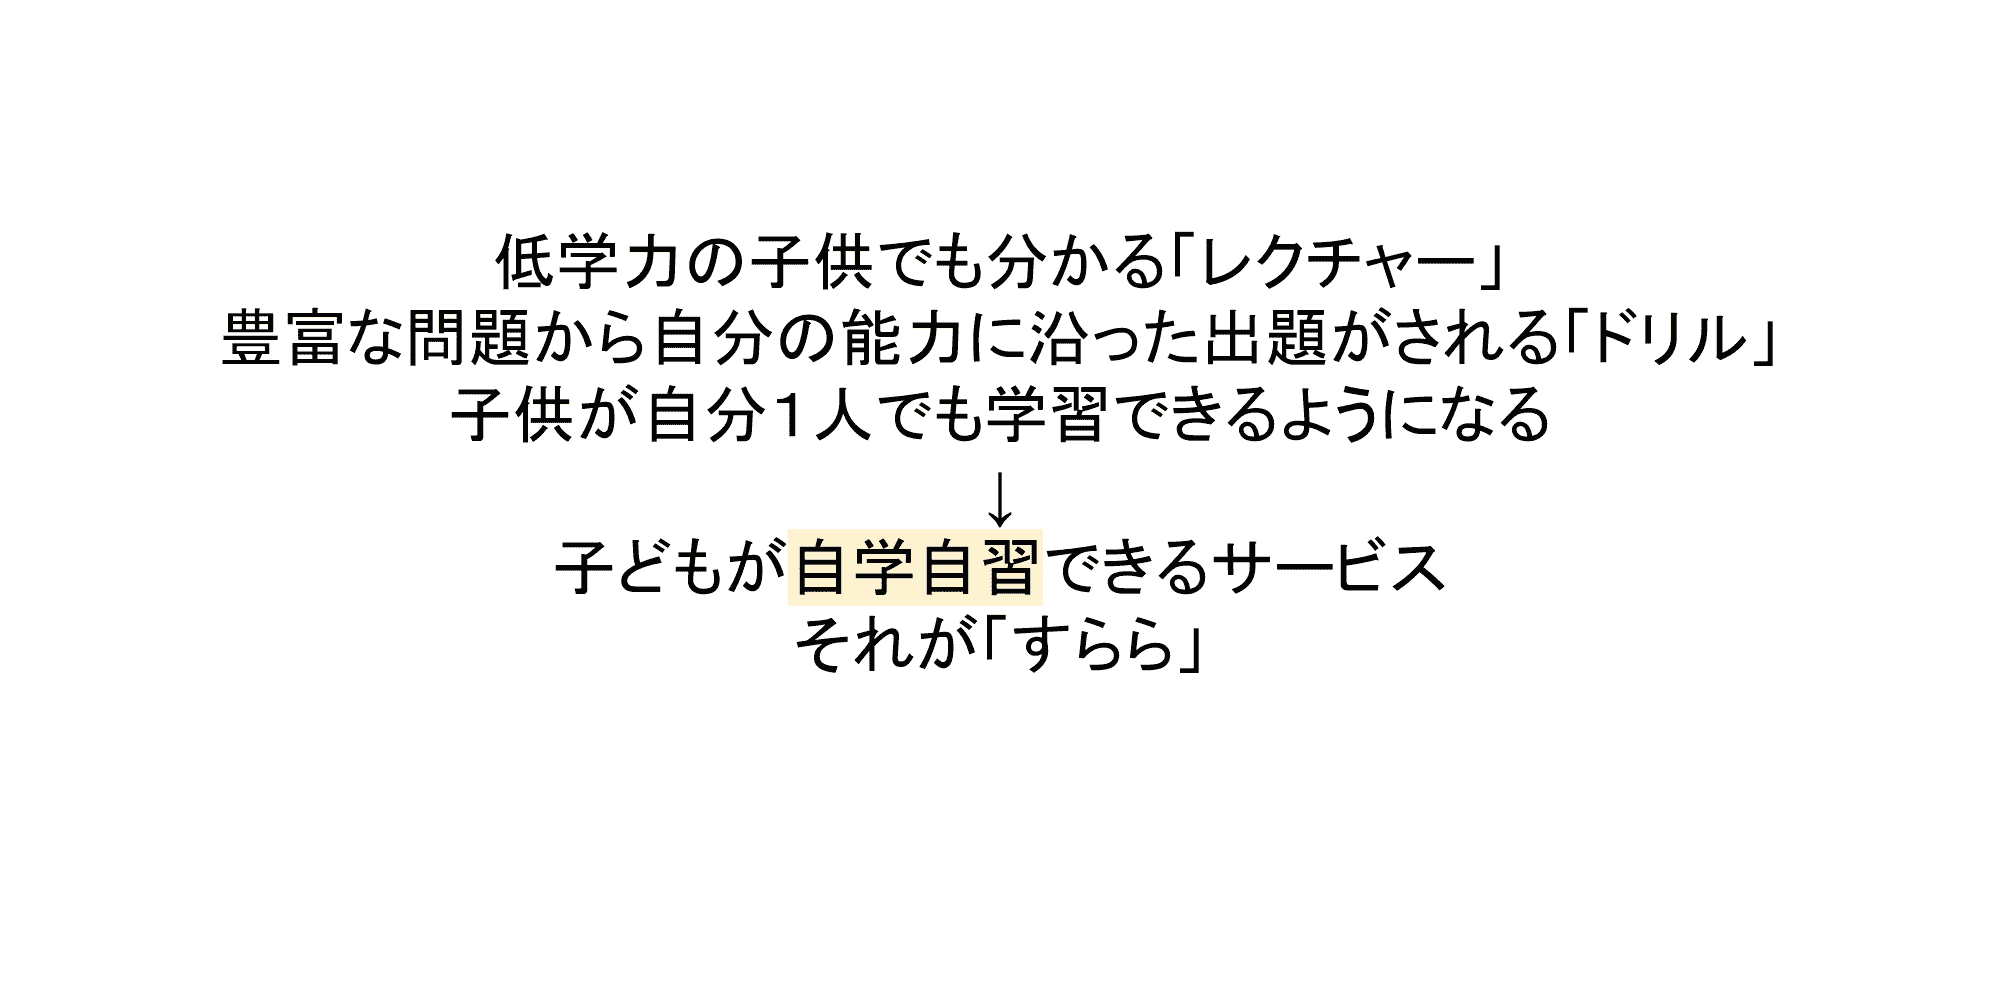 低学力の子供でも分かる「レクチャー」
豊富な問題から自分の能力に沿った出題がされる「ドリル」
子供が自分１人でも学習できるようになる
↓
子どもが自学自習できるサービス
それが「すらら」